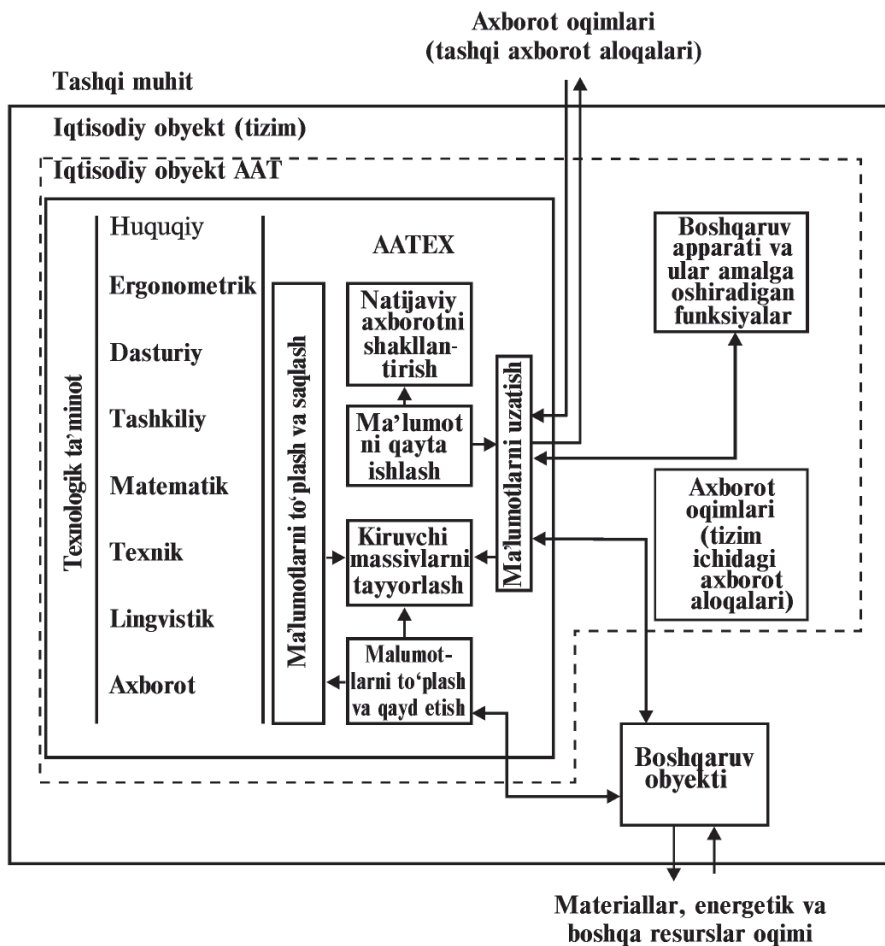 Axborot oqimlari
(tashqi axborot aloqalari)
Tashqi muhit
Iqtisodiy obyekt (tizim)
Iqtisodiy obyekt AAT
Texnologik ta’minot
Huquqiy
Ergonometrik
Dasturiy
Tashkiliy
Matematik
Texnik
Lingvistik
Axborot
AATEX
Ma'lumotlarni to‘plash va saqlash
Natijaviy
axborotni
shakllan-
tirish
Ma’lumot
ni qayta
ishlash
Kiruvchi
massivlarni
tayyorlash
Malumot-
larni to‘plash
va qayd etish
Ma'lumotlarni uzatish
Boshqaruv
apparati va
ular amalga
oshiradigan
funksiyalar
Axborot
oqimlari
(tizim
ichidagi
axborot
aloqalari)
Boshqaruv
obyekti
Materiallar, energetik va
boshqa resurslar oqimi